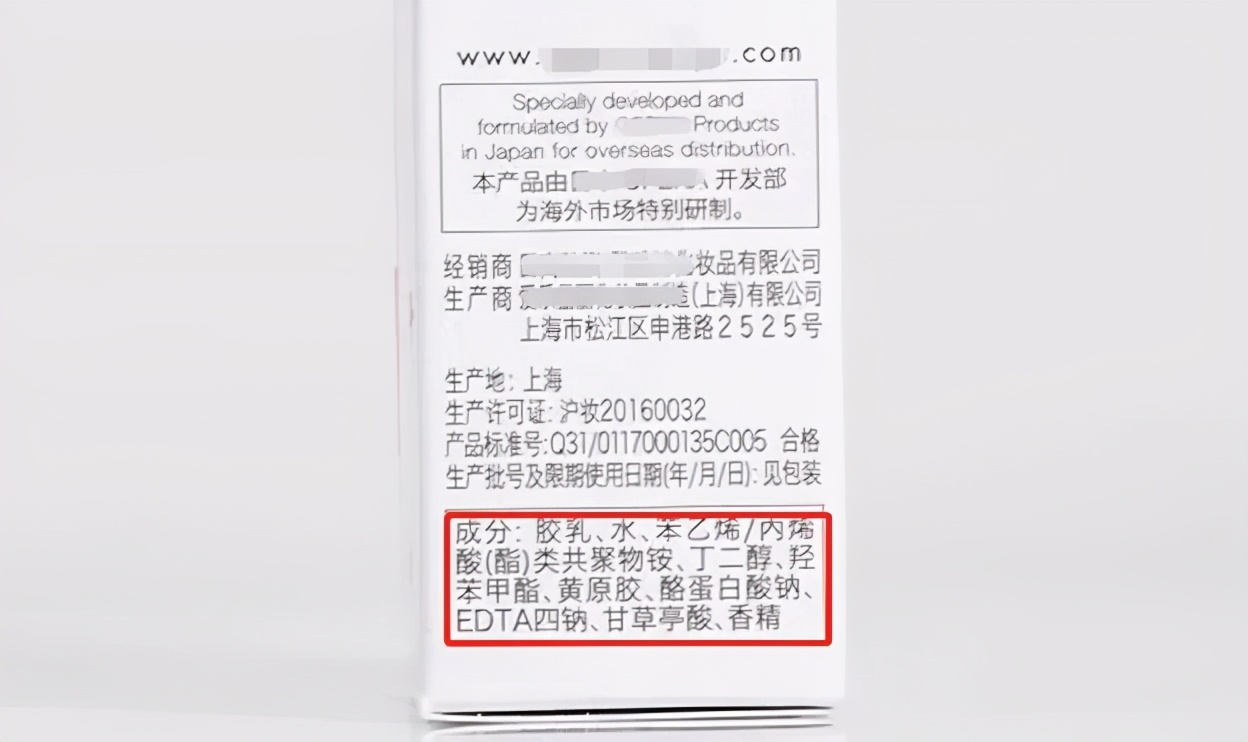 www. .com
Specially developed and
formulated by Products
in Japan for overseas distribution.
本产品由 开发部
为海外市场特别研制。
经销商 妆品有限公司
生产商 造(上海)有限公司
上海市松江区申港路2525号
生产地: 上海
生产许可证: 沪妆20160032
产品标准号:Q31/0117000135C005 合格
生产批号及限期使用日期(年/月/日): 见包装
成分: 胶乳、水、苯乙烯/内烯
酸(酯)类共聚物铵、丁二醇、羟
苯甲酯、黄原胶、酪蛋白酸钠、
EDTA四钠、甘草亭酸、香精